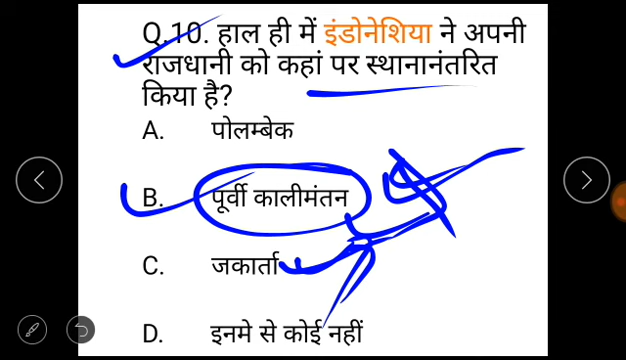 Q.10. हाल ही में इंडोनेशिया ने अपनी
राजधानी को कहां पर स्थानानंतरित
किया है?
A. पोलम्बेक
B. पूर्वी कालीमंतन
C. जकार्ता
D. इनमे से कोई नहीं